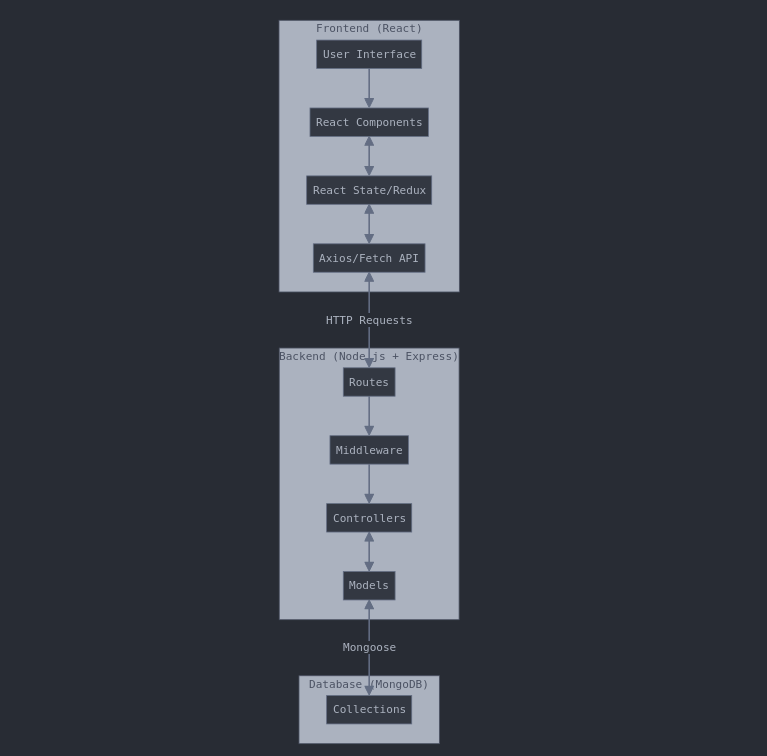 Frontend (React)
User Interface
React Components
React State/Redux
Axios/Fetch API
HTTP Requests
Backend (Node.js + Express)
Routes
Middleware
Controllers
Models
Mongoose
Database (MongoDB)
Collections